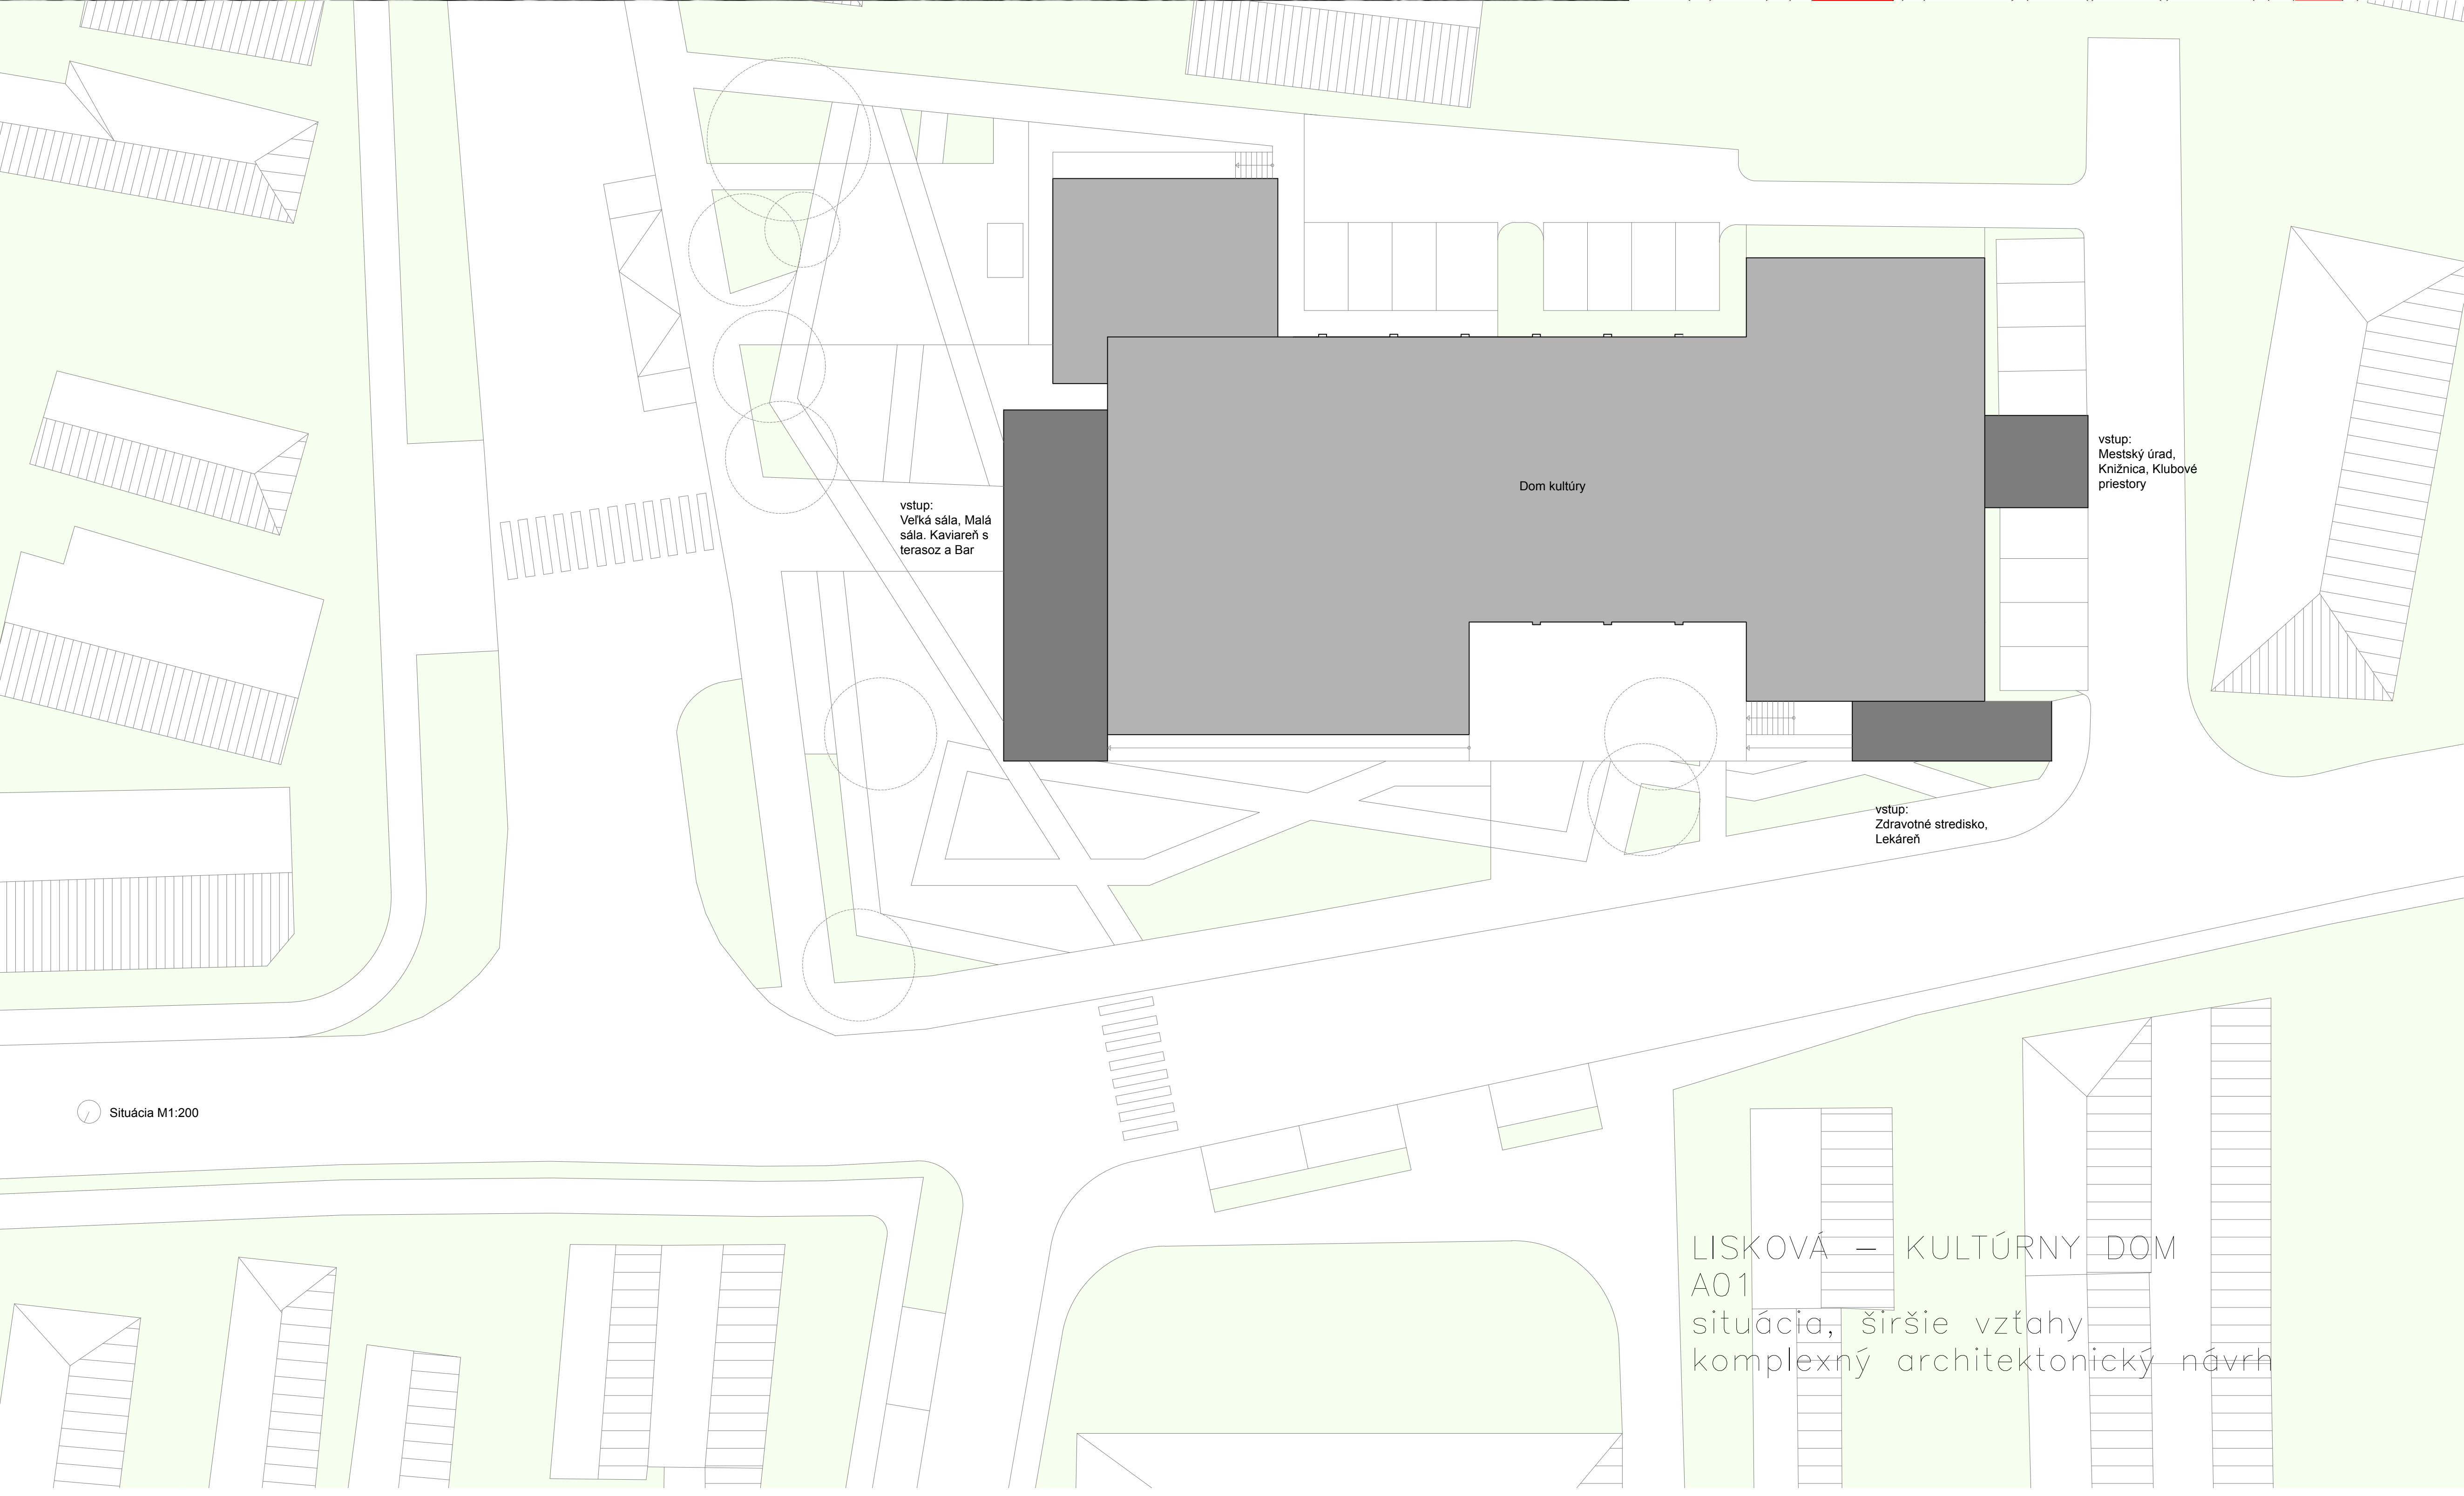 Dom kultúry
vstup:
Mestský úrad,
Knižnica, Klubové
priestory
vstup:
Veľká sála, Malá
sála. Kaviareň s
terasoz a Bar
vstup:
Zdravotné stredisko,
Lekáreň
Situácia M1:200
LISKOVÁ – KULTÚRNY DOM
A01
situácia, širšie vzťahy
komplexný architektonický návrh